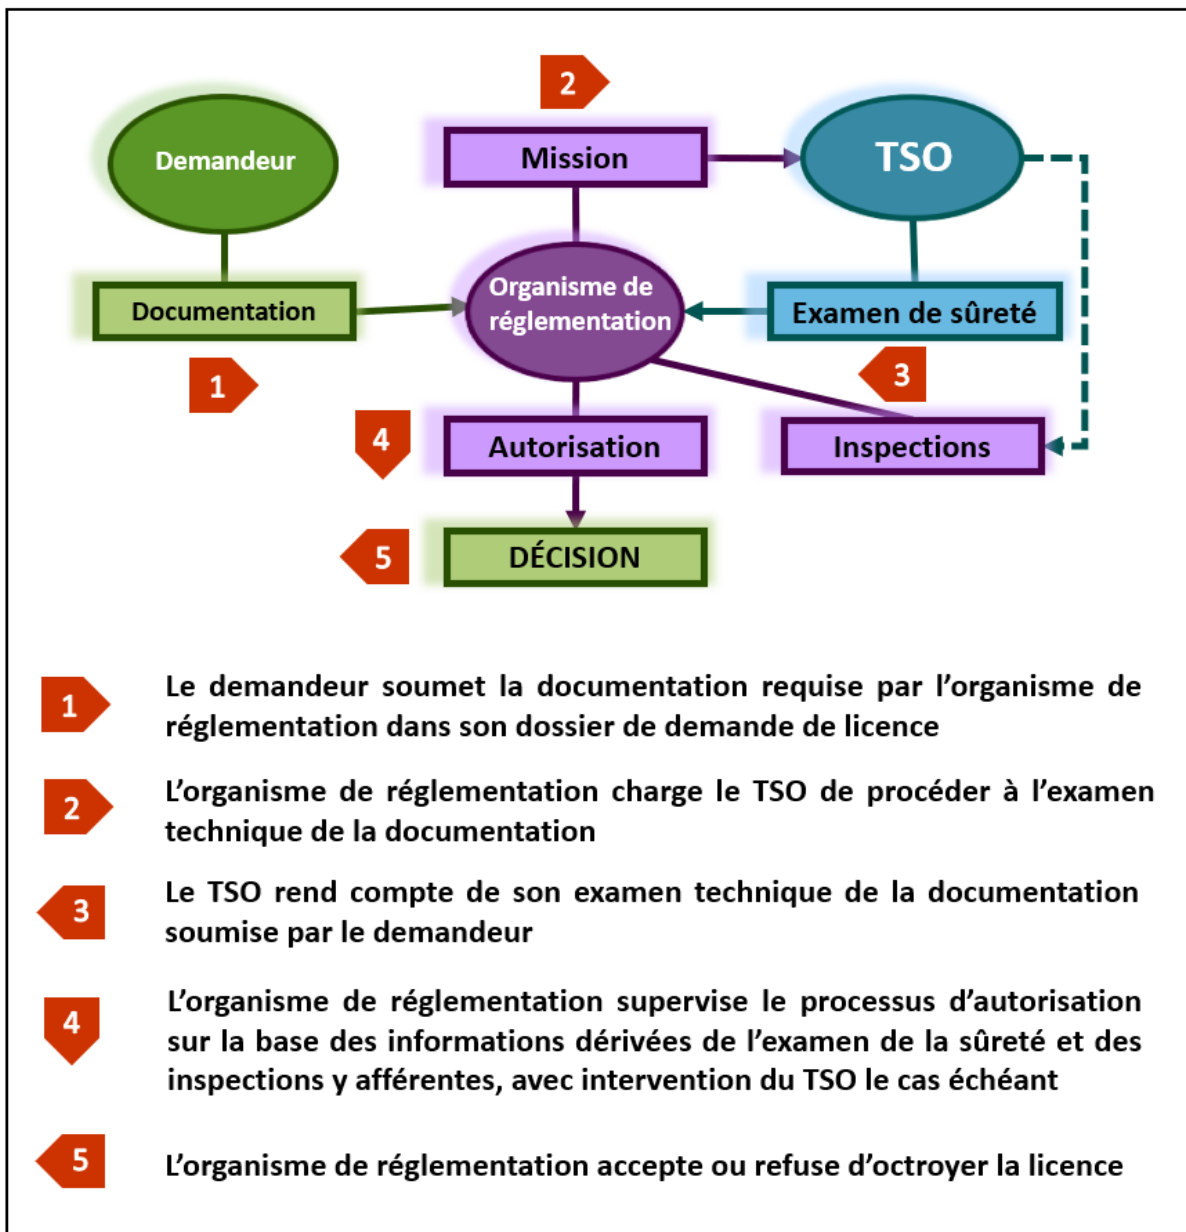 2
Demandeur
Mission
TSO
Documentation
Organisme de
réglementation
Examen de sûreté
1
3
4
Autorisation
Inspections
5
DÉCISION
1
Le demandeur soumet la documentation requise par l’organisme de
réglementation dans son dossier de demande de licence
2
L’organisme de réglementation charge le TSO de procéder à l’examen
technique de la documentation
3
Le TSO rend compte de son examen technique de la documentation
soumise par le demandeur
4
L’organisme de réglementation supervise le processus d’autorisation
sur la base des informations dérivées de l’examen de la sûreté et des
inspections y afférentes, avec intervention du TSO le cas échéant
5
L’organisme de réglementation accepte ou refuse d’octroyer la licence